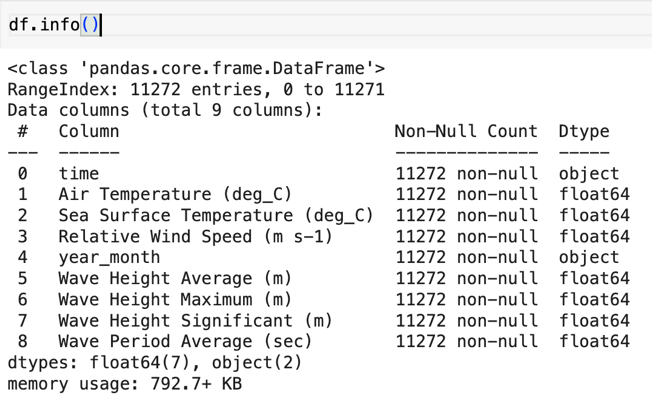 df.info()
<class 'pandas.core.frame.DataFrame'>
RangeIndex: 11272 entries, 0 to 11271
Data columns (total 9 columns):
 #   Column                             Non-Null Count  Dtype
---  ------                             --------------  -----
 0   time                               11272 non-null  object
 1   Air Temperature (deg_C)            11272 non-null  float64
 2   Sea Surface Temperature (deg_C)    11272 non-null  float64
 3   Relative Wind Speed (m s-1)        11272 non-null  float64
 4   year_month                         11272 non-null  object
 5   Wave Height Average (m)            11272 non-null  float64
 6   Wave Height Maximum (m)            11272 non-null  float64
 7   Wave Height Significant (m)        11272 non-null  float64
 8   Wave Period Average (sec)          11272 non-null  float64
dtypes: float64(7), object(2)
memory usage: 792.7+ KB